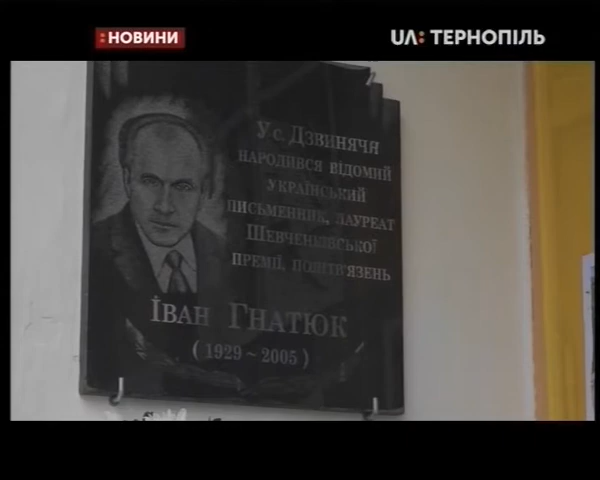 :НОВИНИ
UA: ТЕРНОПІЛЬ
У с. Дзвиняча
народився відомий
український
письменник, лауреат
Шевченківської
премії, політв'язень
Іван Гнатюк
( 1929 ~ 2005 )